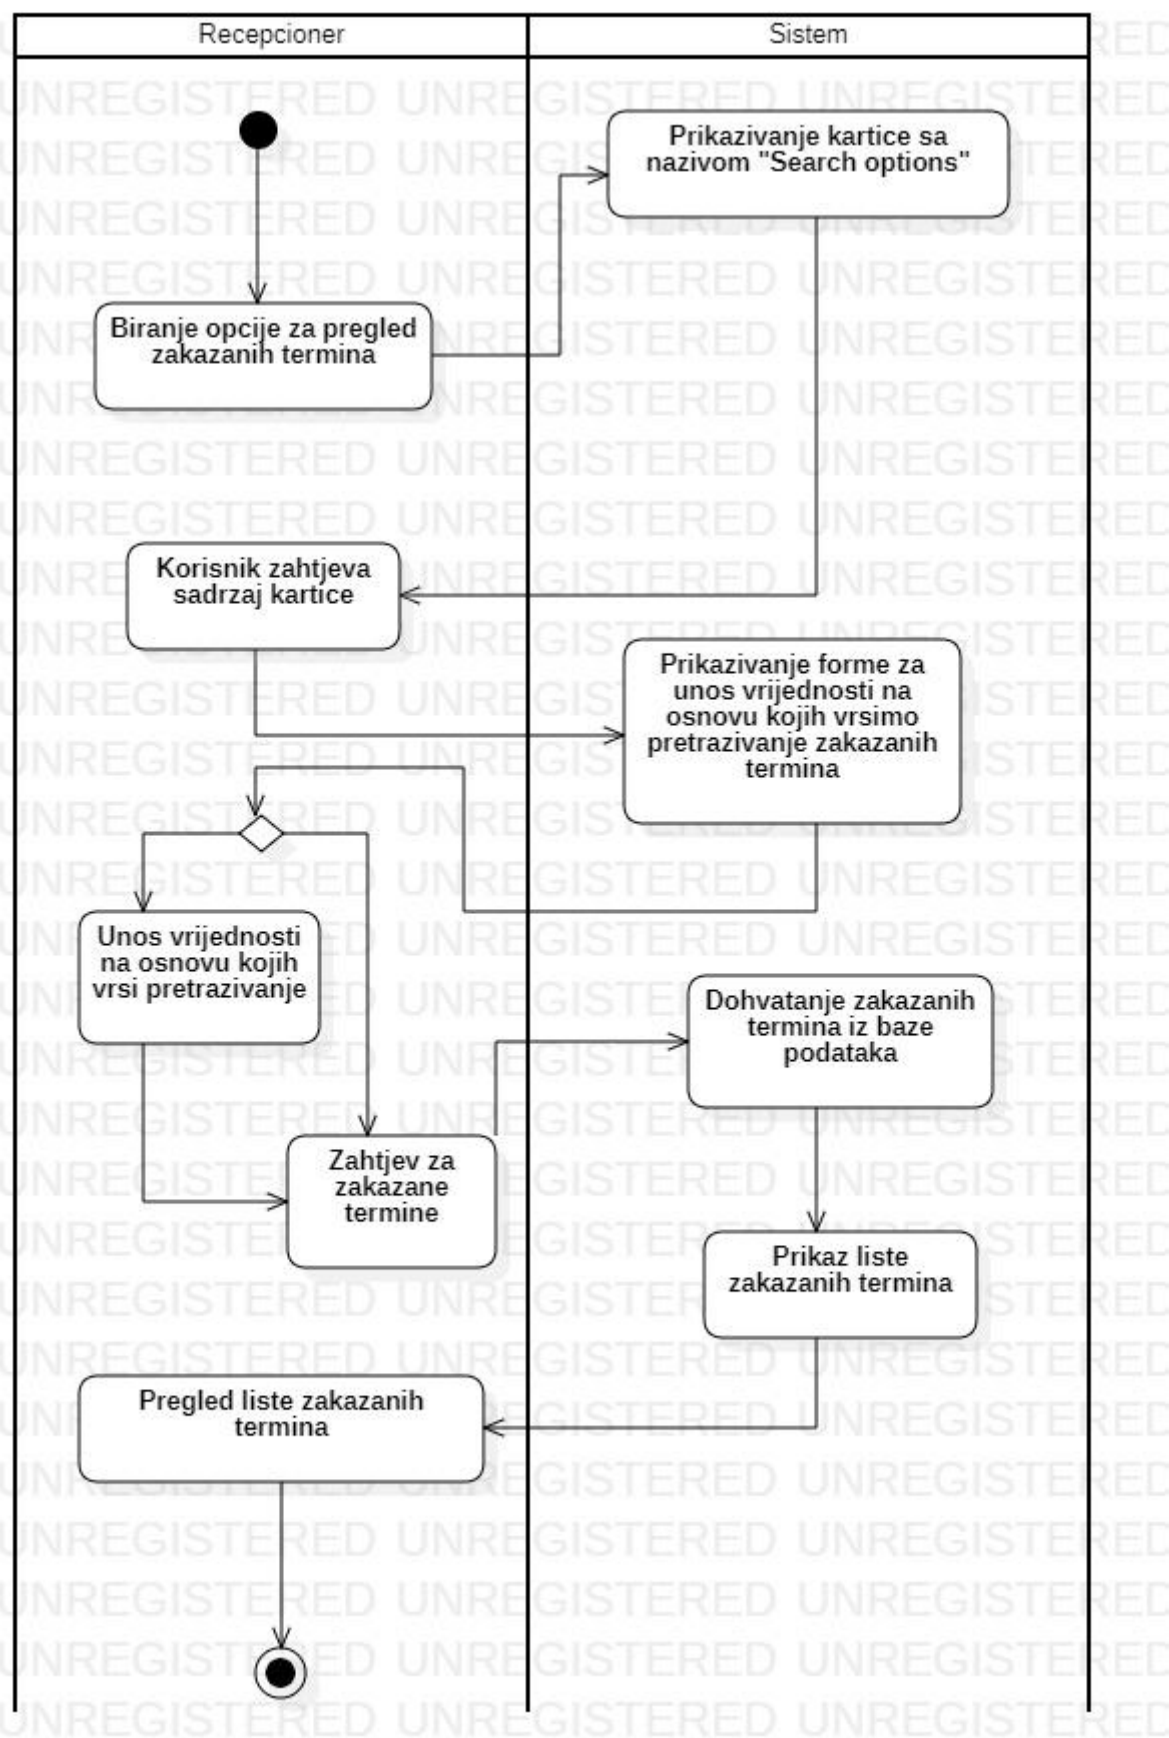 Recepcioner
Sistem
Prikazivanje kartice sa
nazivom "Search options"
Biranje opcije za pregled
zakazanih termina
Korisnik zahtjeva
sadrzaj kartice
Prikazivanje forme za
unos vrijednosti na
osnovu kojih vrsimo
pretrazivanje zakazanih
termina
Unos vrijednosti
na osnovu kojih
vrsi pretrazivanje
Dohvatanje zakazanih
termina iz baze
podataka
Zahtjev za
zakazane
termine
Prikaz liste
zakazanih termina
Pregled liste zakazanih
termina
UNREGISTERED